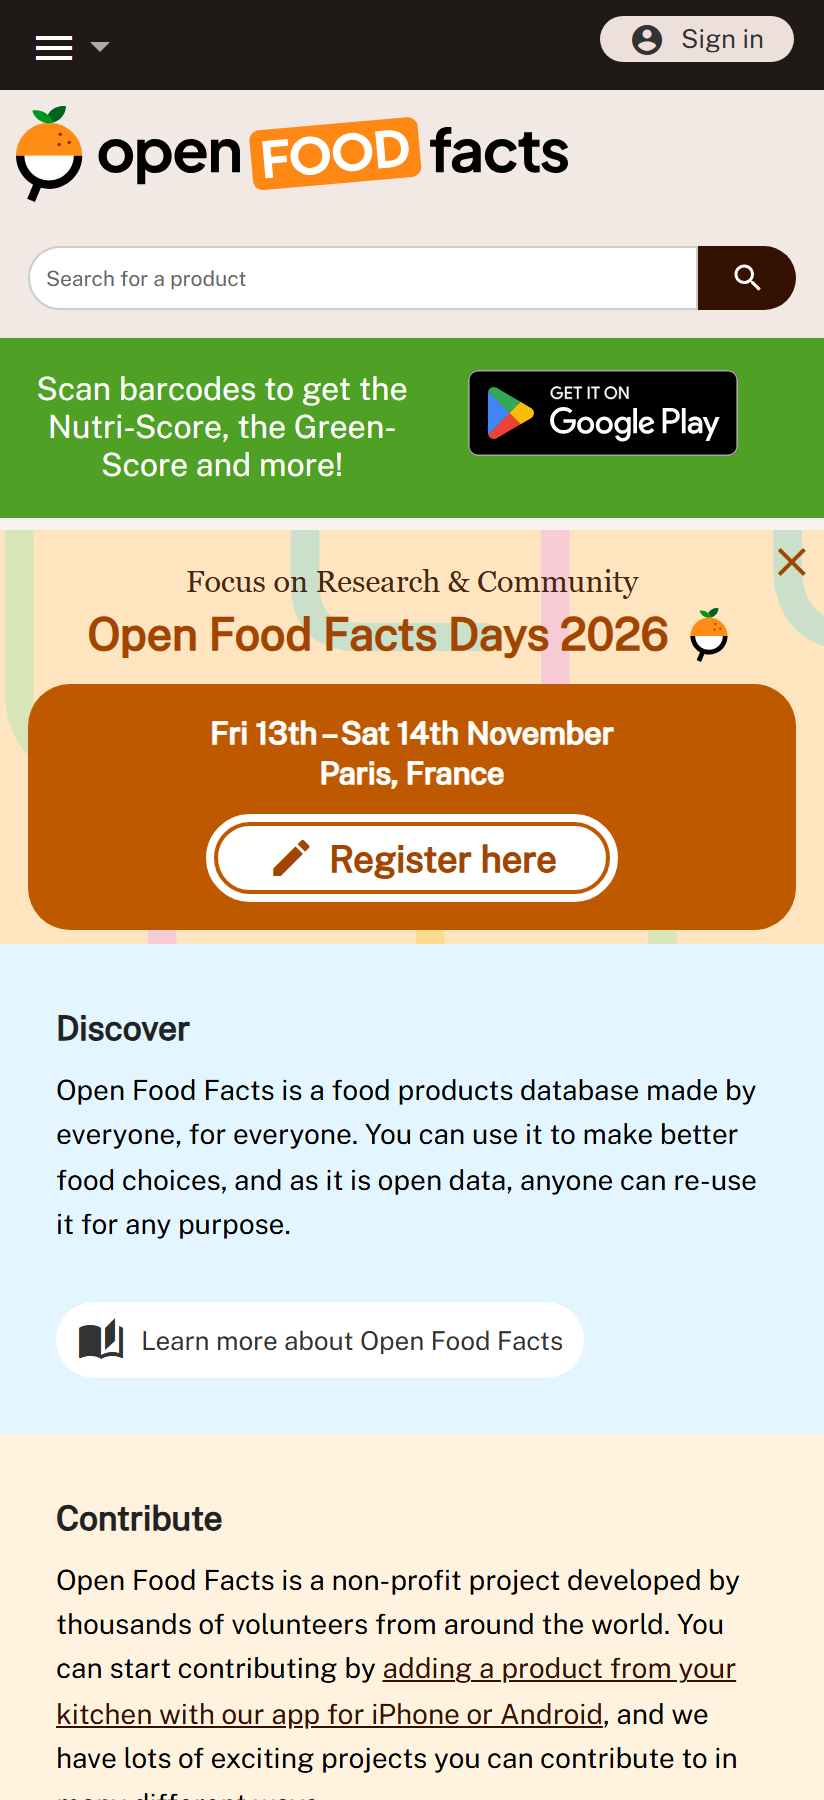 Sign in
open FOOD facts
Search for a product
Scan barcodes to get the
Nutri-Score, the Green-
Score and more!
GET IT ON
Google Play
Focus on Research & Community
Open Food Facts Days 2026
Fri 13th – Sat 14th November
Paris, France
Register here
Discover
Open Food Facts is a food products database made by
everyone, for everyone. You can use it to make better
food choices, and as it is open data, anyone can re-use
it for any purpose.
Learn more about Open Food Facts
Contribute
Open Food Facts is a non-profit project developed by
thousands of volunteers from around the world. You
can start contributing by adding a product from your
kitchen with our app for iPhone or Android, and we
have lots of exciting projects you can contribute to in